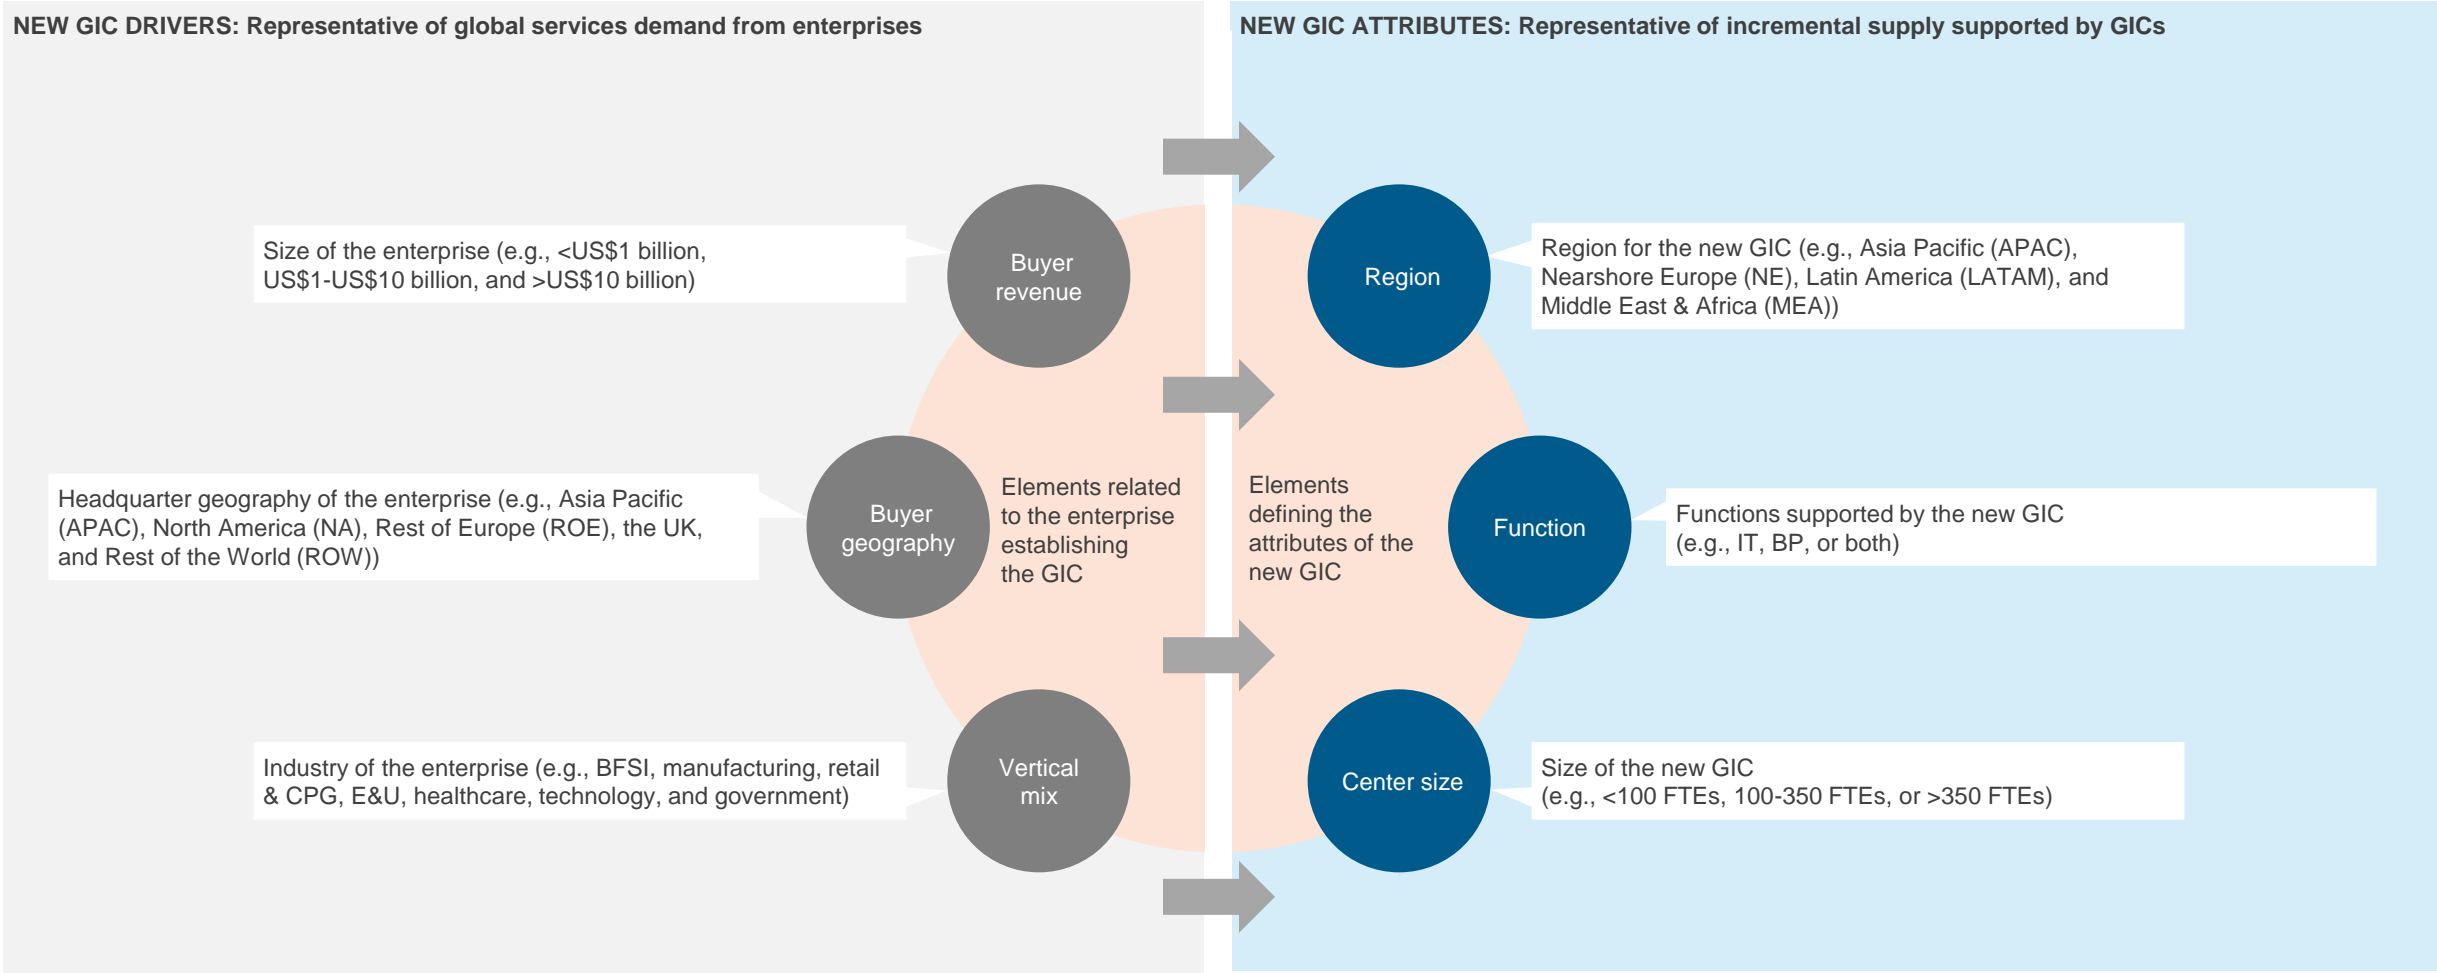 NEW GIC DRIVERS: Representative of global services demand from enterprises
NEW GIC ATTRIBUTES: Representative of incremental supply supported by GICs
Size of the enterprise (e.g., <US$1 billion,
US$1-US$10 billion, and >US$10 billion)
Buyer
revenue
Region
Region for the new GIC (e.g., Asia Pacific (APAC),
Nearshore Europe (NE), Latin America (LATAM), and
Middle East & Africa (MEA))
Headquarter geography of the enterprise (e.g., Asia Pacific
(APAC), North America (NA), Rest of Europe (ROE), the UK,
and Rest of the World (ROW))
Buyer
geography
Elements related
to the enterprise
establishing
the GIC
Elements
defining the
attributes of the
new GIC
Function
Functions supported by the new GIC
(e.g., IT, BP, or both)
Industry of the enterprise (e.g., BFSI, manufacturing, retail
& CPG, E&U, healthcare, technology, and government)
Vertical
mix
Center size
Size of the new GIC
(e.g., <100 FTEs, 100-350 FTEs, or >350 FTEs)